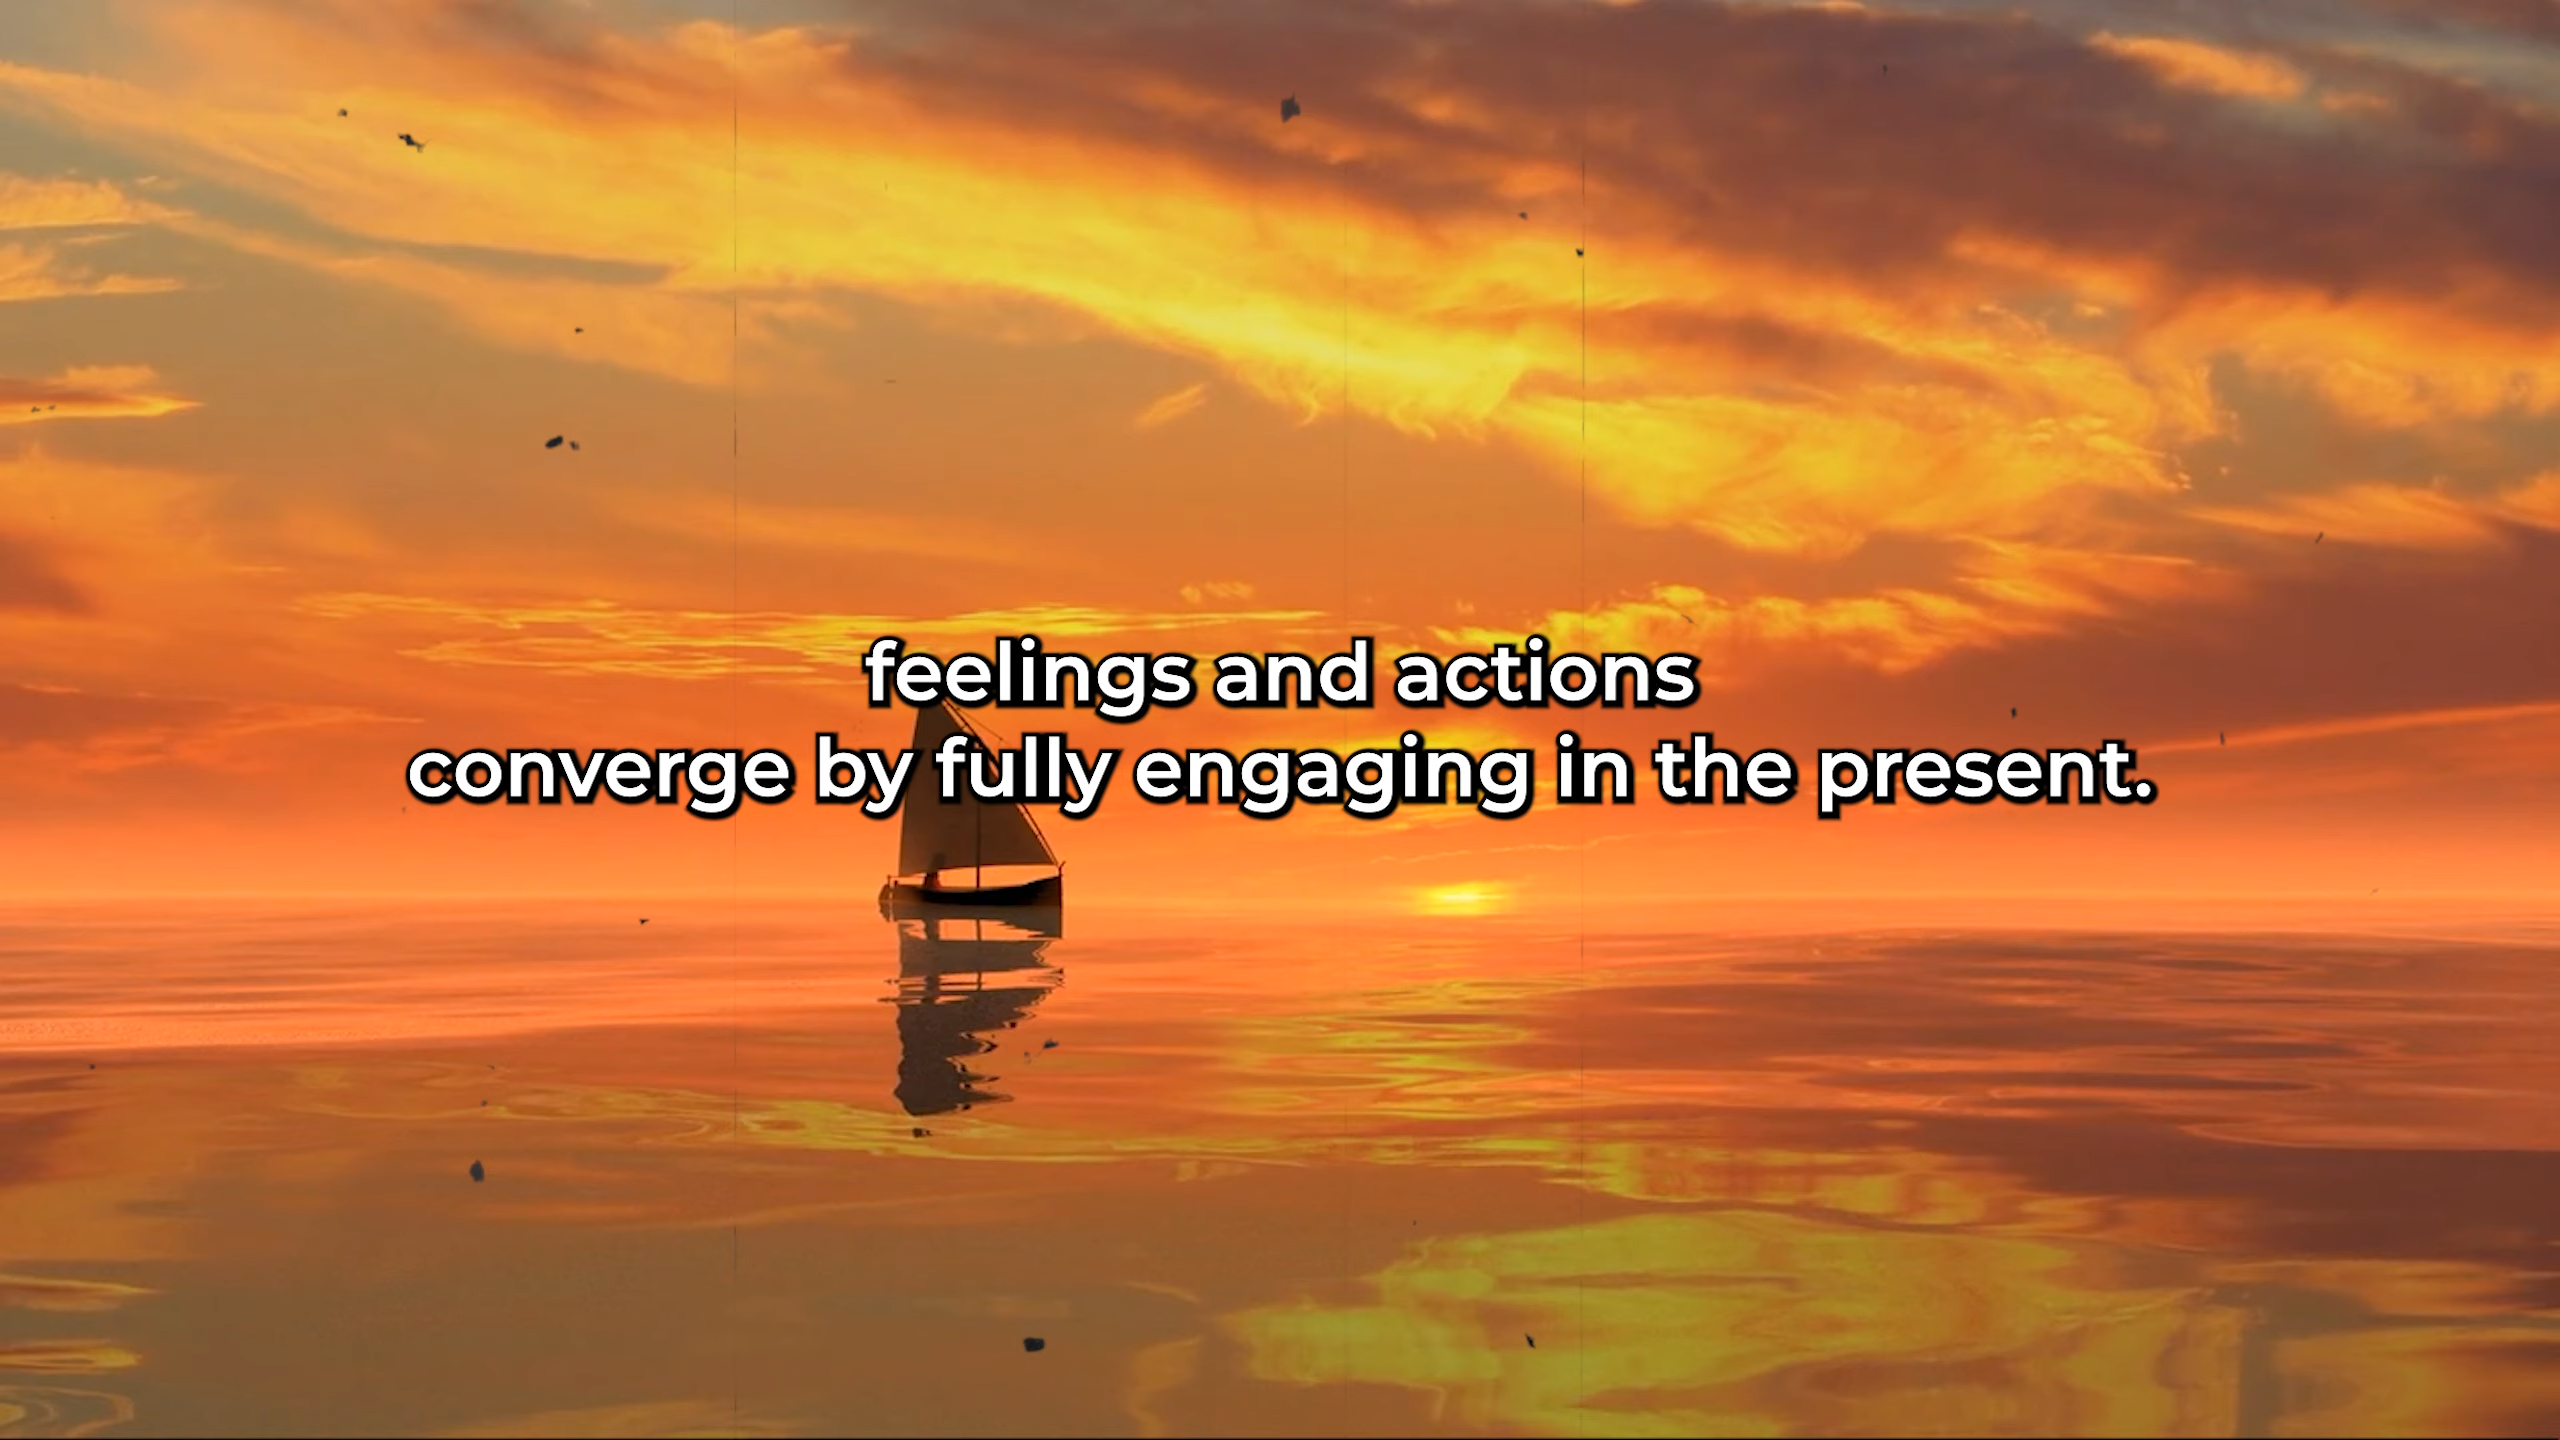 feelings and actions
converge by fully engaging in the present.